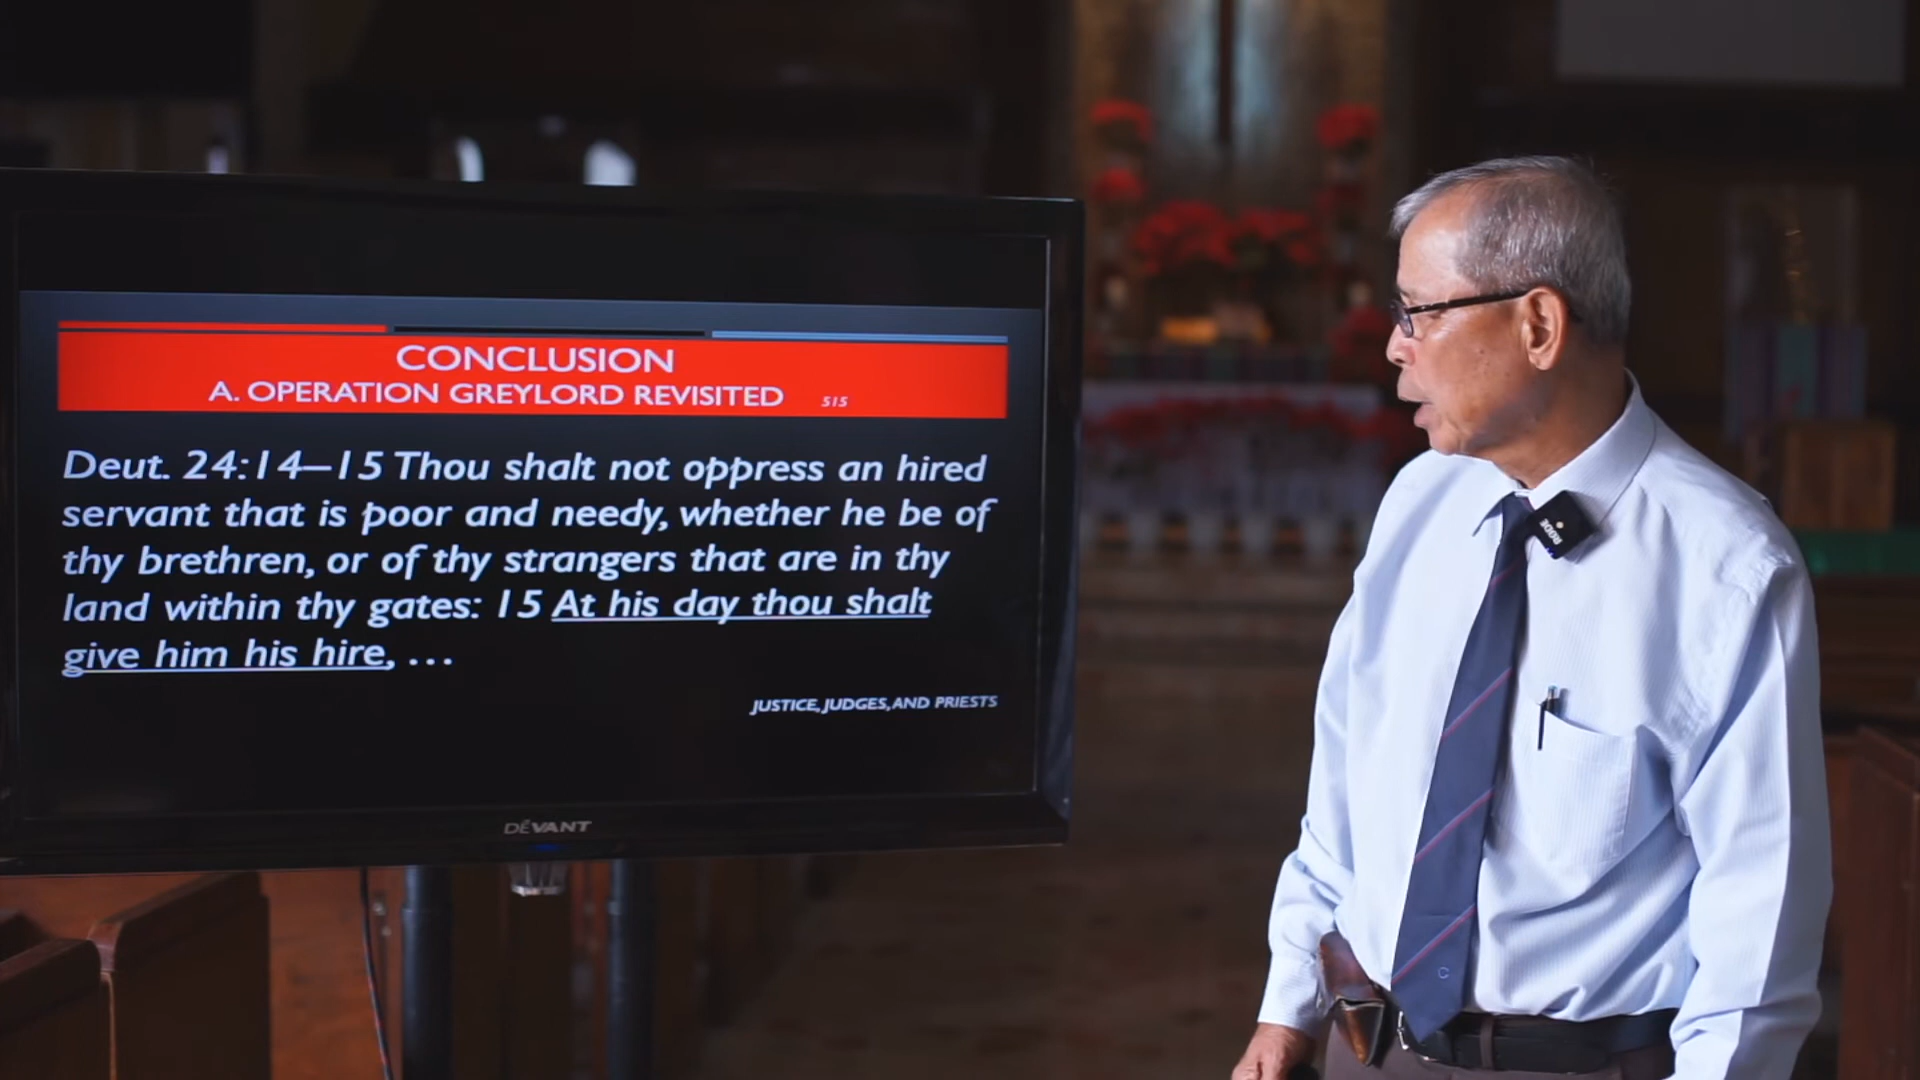 CONCLUSION
A. OPERATION GREYLORD REVISITED 515
Deut. 24:14–15 Thou shalt not oppress an hired
servant that is poor and needy, whether he be of
thy brethren, or of thy strangers that are in thy
land within thy gates: 15 At his day thou shalt
give him his hire, ...
JUSTICE, JUDGES, AND PRIESTS
DEVANT
RODE
C